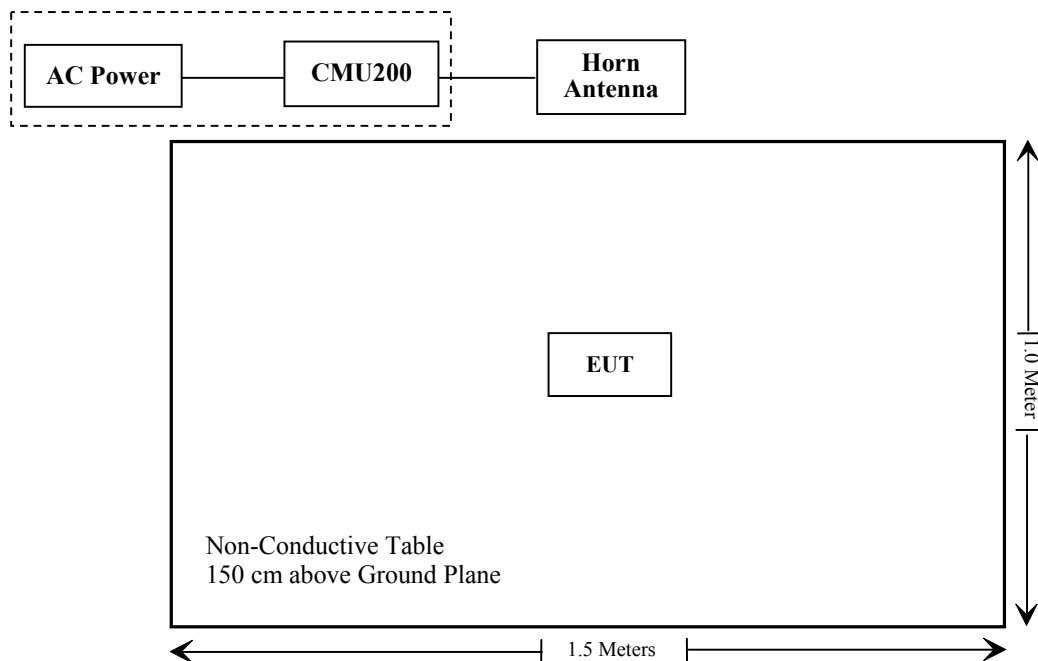 AC Power
CMU200
Horn
Antenna
EUT
1.0 Meter
Non-Conductive Table
150 cm above Ground Plane
1.5 Meters